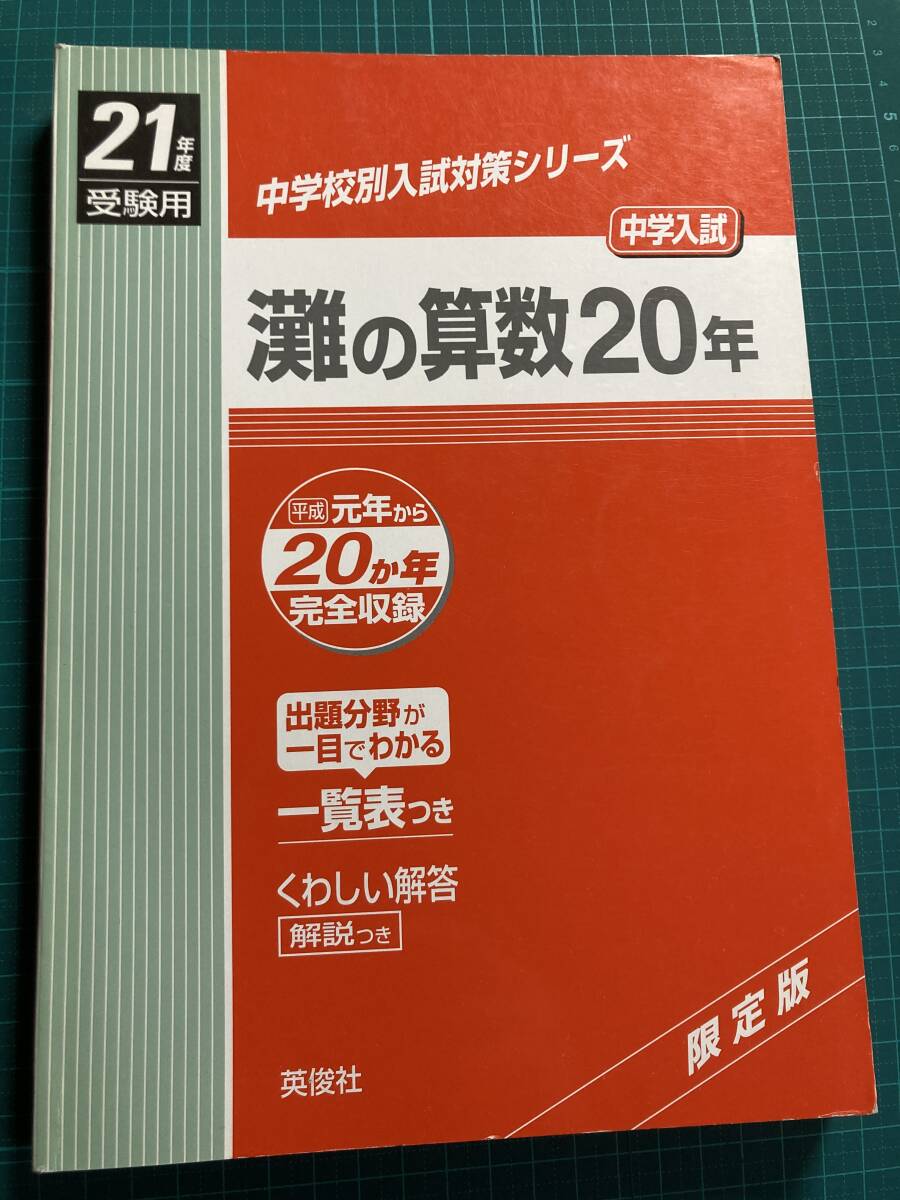 21年度
受験用
中学校別入試対策シリーズ
中学入試
灘の算数20年
平成 元年から
20か年
完全収録
出題分野が
一目でわかる
一覧表つき
くわしい解答
解説つき
限定版
英俊社
2
3
4
5